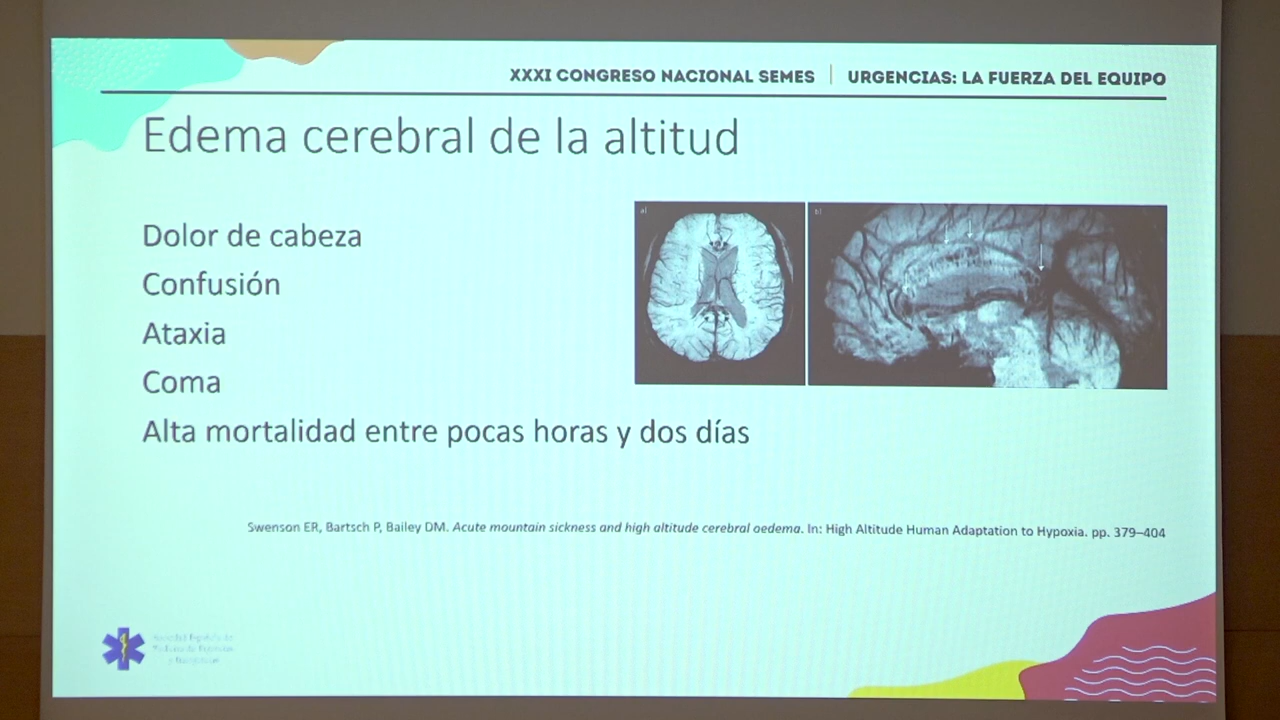 XXXI CONGRESO NACIONAL SEMES | URGENCIAS: LA FUERZA DEL EQUIPO
Edema cerebral de la altitud
a)
b)
Dolor de cabeza
Confusión
Ataxia
Coma
Alta mortalidad entre pocas horas y dos días
Swenson ER, Bartsch P, Bailey DM. Acute mountain sickness and high altitude cerebral oedema. In: High Altitude Human Adaptation to Hypoxia. pp. 379–404